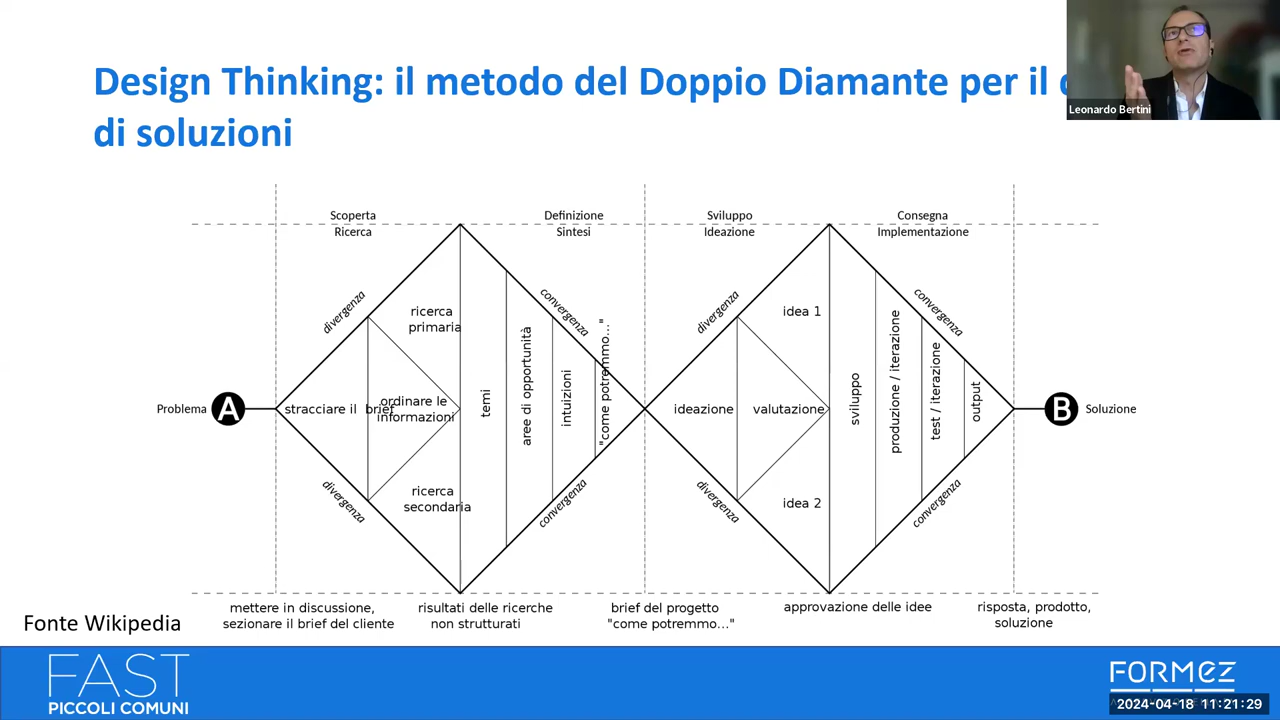 Design Thinking: il metodo del Doppio Diamante per il
di soluzioni
Leonardo Bertini
Scoperta
Ricerca
Definizione
Sintesi
Sviluppo
Ideazione
Consegna
Implementazione
divergenza
convergenza
divergenza
convergenza
ricerca
primaria
"come potremmo..."
idea 1
Problema
A
stracciare il brief
ordinare le
informazioni
temi
aree di opportunità
intuizioni
ideazione
valutazione
sviluppo
produzione / iterazione
test / iterazione
output
B
Soluzione
ricerca
secondaria
idea 2
divergenza
convergenza
divergenza
convergenza
mettere in discussione,
sezionare il brief del cliente
risultati delle ricerche
non strutturati
brief del progetto
"come potremmo..."
approvazione delle idee
risposta, prodotto,
soluzione
Fonte Wikipedia
FAST
PICCOLI COMUNI
FORMEZ
2024-04-18 11:21:29